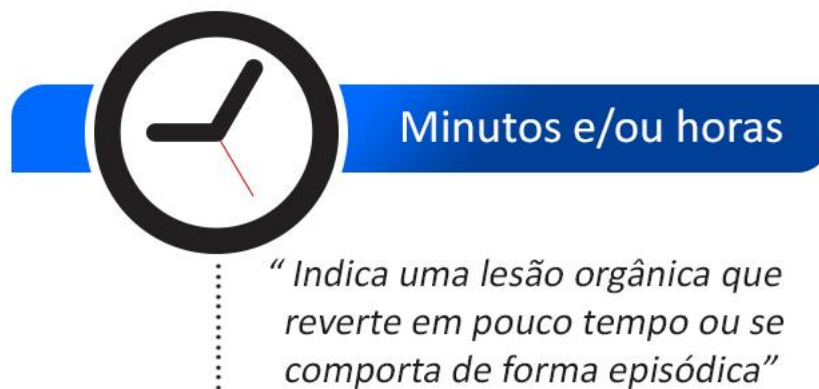 Minutos e/ou horas
“ Indica uma lesão orgânica que
reverte em pouco tempo ou se
comporta de forma episódica”